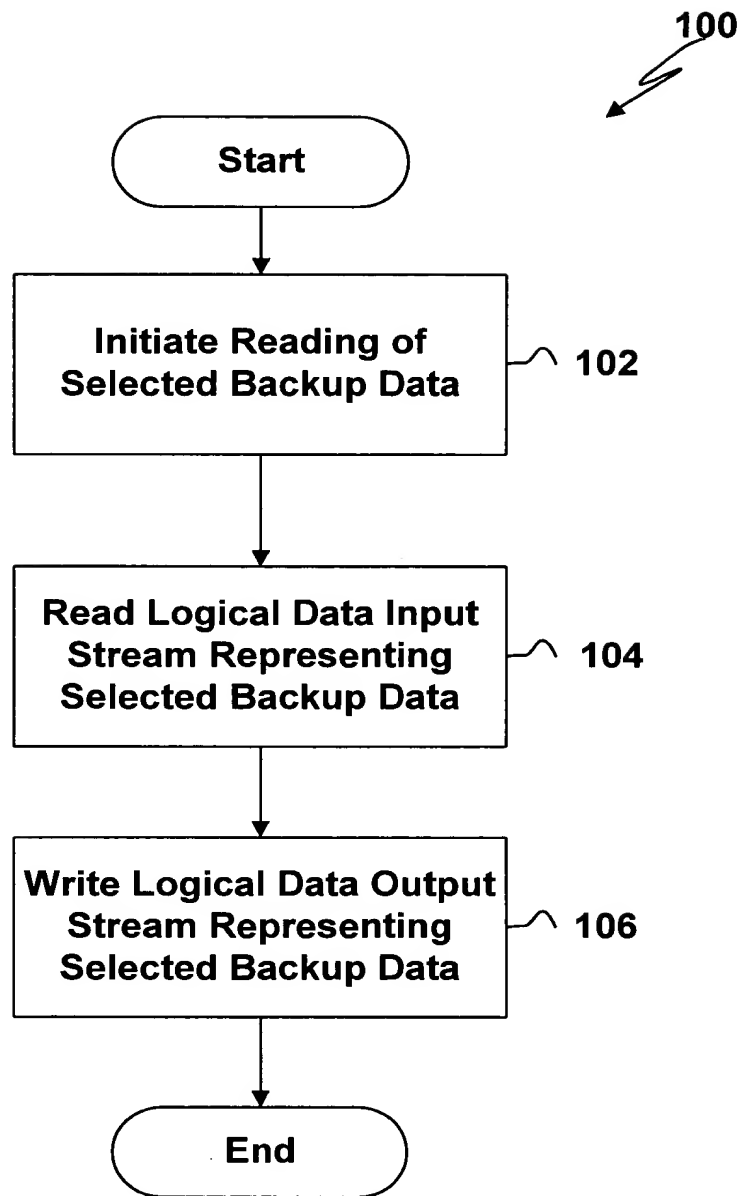 100
Start
Initiate Reading of
Selected Backup Data
102
Read Logical Data Input
Stream Representing
Selected Backup Data
104
Write Logical Data Output
Stream Representing
Selected Backup Data
106
End